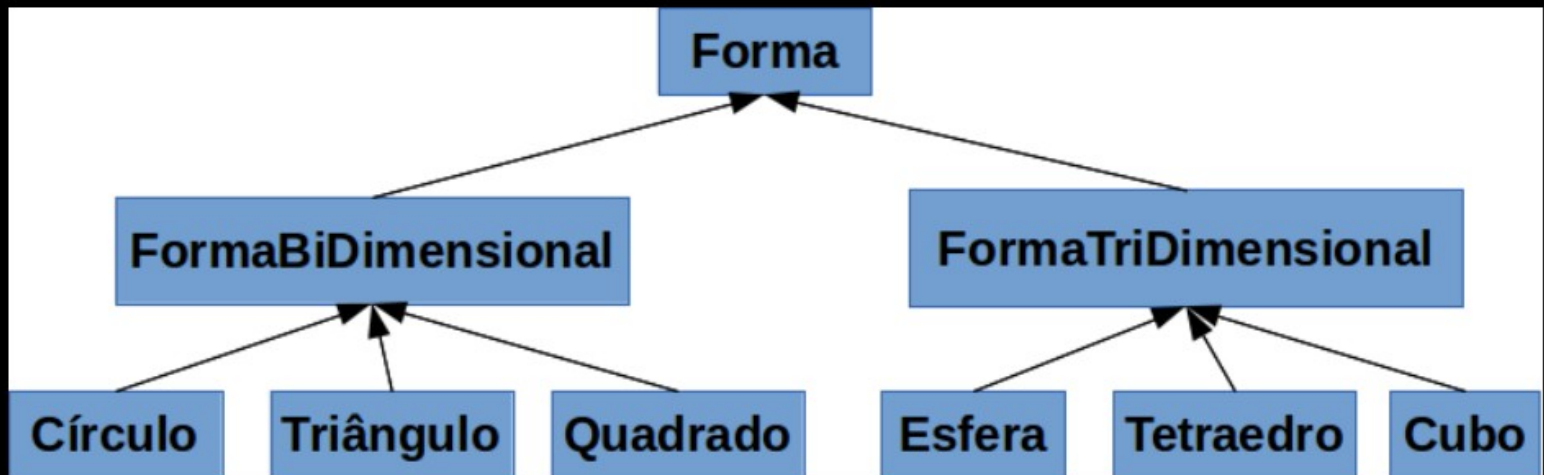 Forma
FormaBiDimensional
FormaTriDimensional
Círculo
Triângulo
Quadrado
Esfera
Tetraedro
Cubo